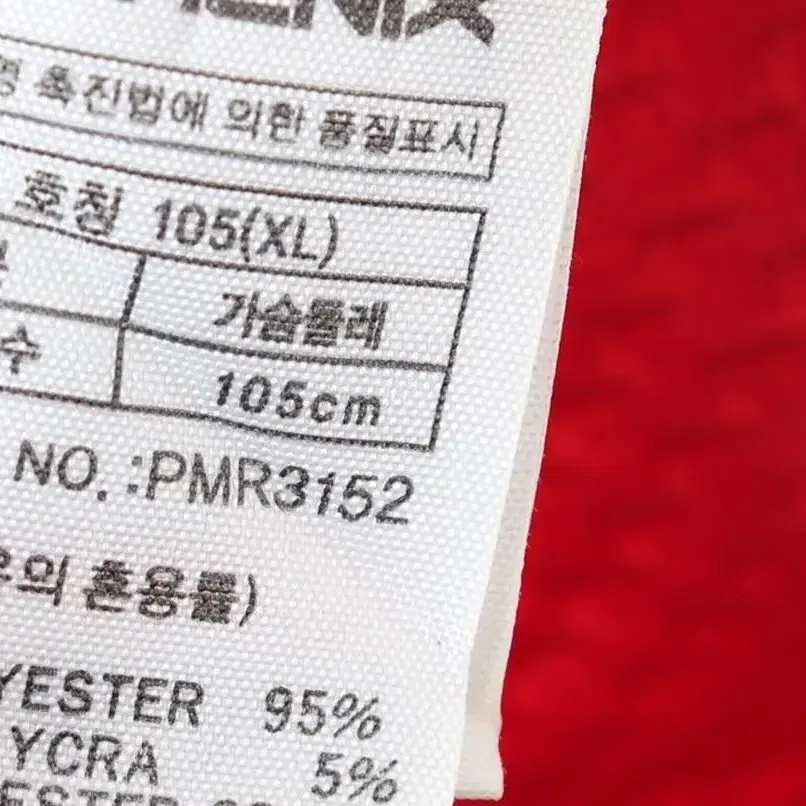 촉진법에 의한 품질표시
호칭 105(XL)
가슴둘레
수
105cm
NO.:PMR3152
의 혼용률)
YESTER 95%
YCRA 5%